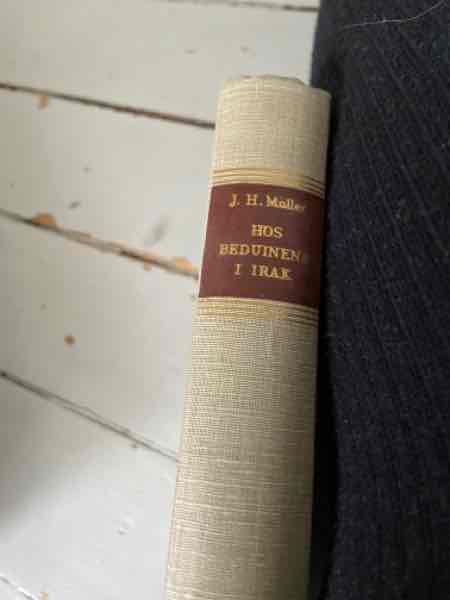 J. H. Møller
HOS
BEDUINENE
I IRAK